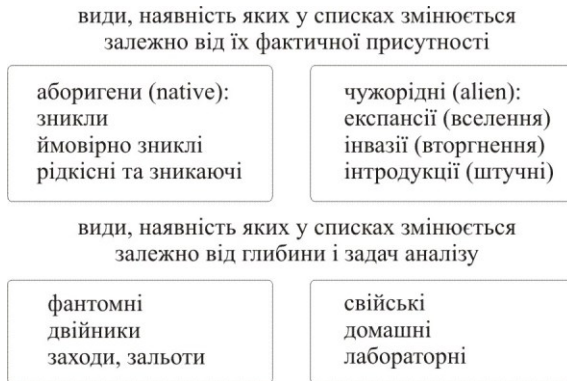 види, наявність яких у списках змінюється
залежно від їх фактичної присутності
аборигени (native):
зникли
ймовірно зниклі
рідкісні та зникаючі
чужорідні (alien):
експансії (вселення)
інвазії (вторгнення)
інтродукції (штучні)
види, наявність яких у списках змінюється
залежно від глибини і задач аналізу
фантомні
двійники
заходи, зальоти
свійські
домашні
лабораторні